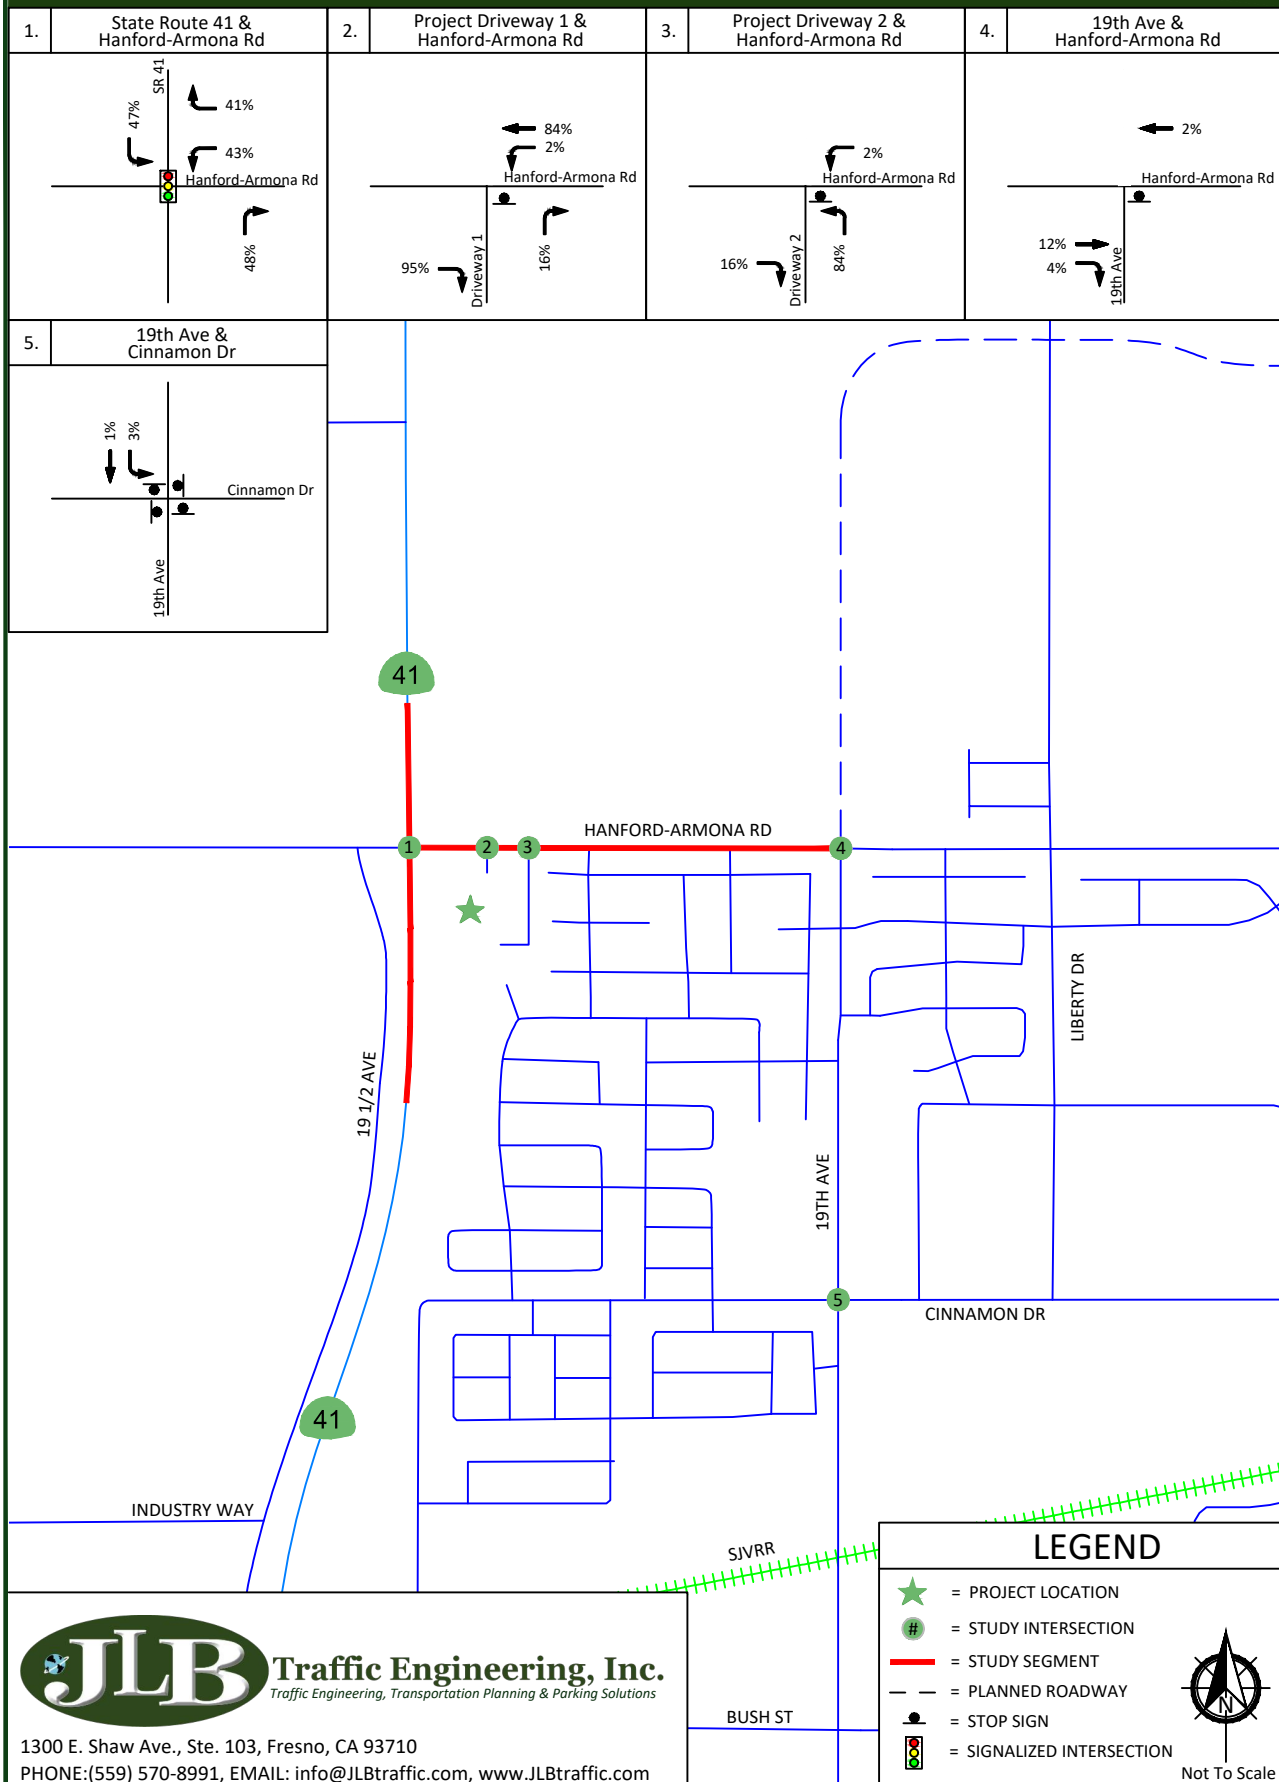 1.
State Route 41 &
Hanford-Armona Rd
2.
Project Driveway 1 &
Hanford-Armona Rd
3.
Project Driveway 2 &
Hanford-Armona Rd
4.
19th Ave &
Hanford-Armona Rd
SR 41
47%
41%
43%
Hanford-Armona Rd
48%
84%
2%
Hanford-Armona Rd
95%
Driveway 1
16%
2%
Hanford-Armona Rd
16%
Driveway 2
84%
2%
Hanford-Armona Rd
12%
4%
19th Ave
5.
19th Ave &
Cinnamon Dr
1%
3%
Cinnamon Dr
19th Ave
41
HANFORD-ARMONA RD
1
2
3
4
LIBERTY DR
19 1/2 AVE
19TH AVE
5
CINNAMON DR
41
INDUSTRY WAY
SJVRR
BUSH ST
LEGEND
= PROJECT LOCATION
# = STUDY INTERSECTION
= STUDY SEGMENT
= PLANNED ROADWAY
= STOP SIGN
= SIGNALIZED INTERSECTION
N
Not To Scale
JLB Traffic Engineering, Inc.
Traffic Engineering, Transportation Planning & Parking Solutions
1300 E. Shaw Ave., Ste. 103, Fresno, CA 93710
PHONE:(559) 570-8991, EMAIL: info@JLBtraffic.com, www.JLBtraffic.com